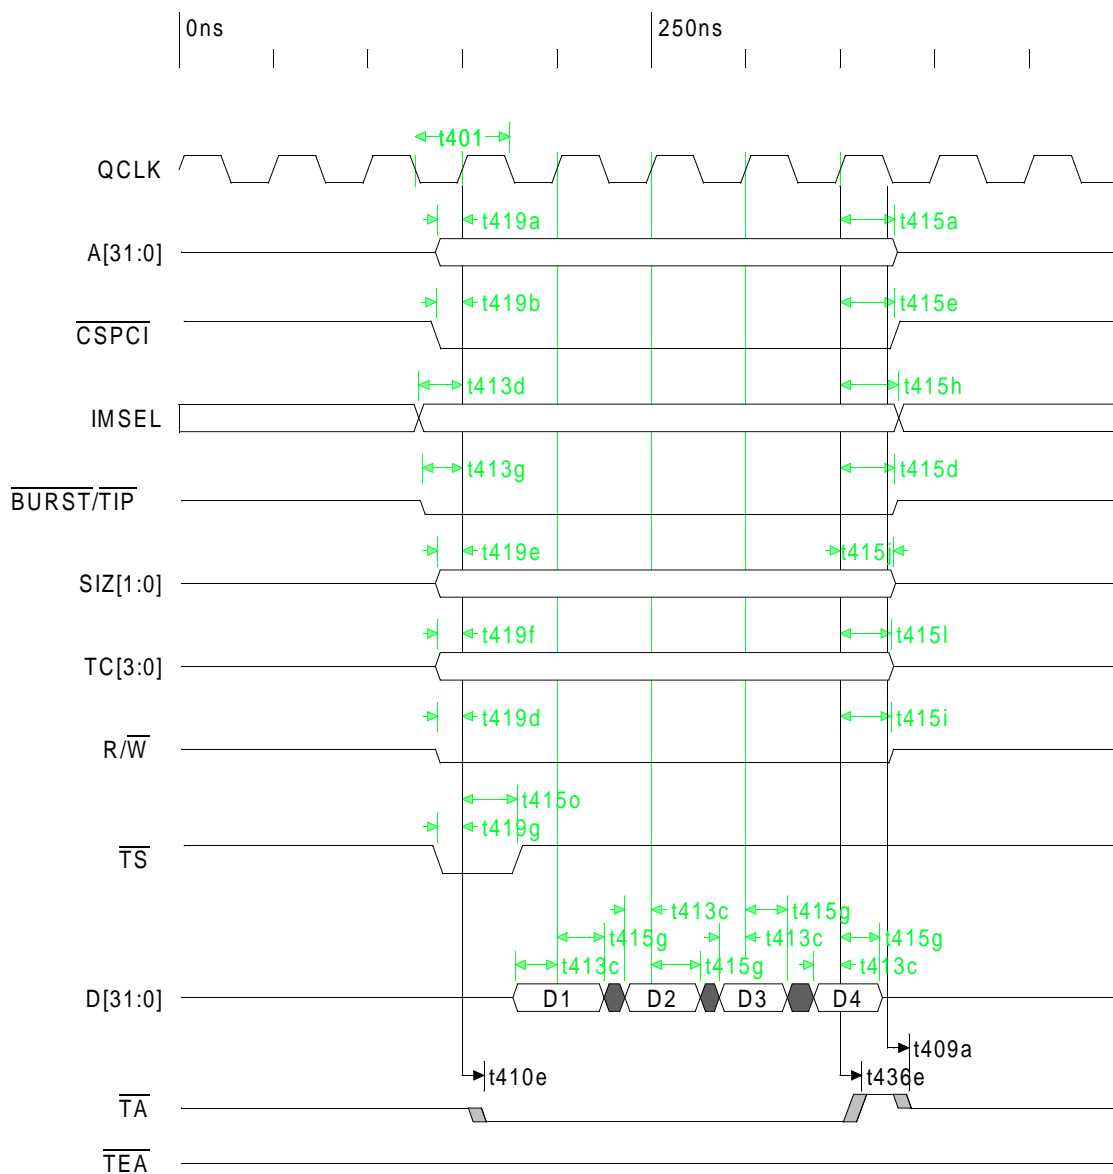 0ns 250ns
t401
QCLK
t419a t415a
A[31:0]
t419b t415e
CSPCI
t413d t415h
IMSEL
t413g t415d
BURST/TIP
t419e t415j
SIZ[1:0]
t419f t415l
TC[3:0]
t419d t415i
R/W
t415o
t419g
TS
t413c t415g
t415g t413c t415g
t413c t415g t413c
D[31:0] D1 D2 D3 D4
t409a
t410e t436e
TA
TEA